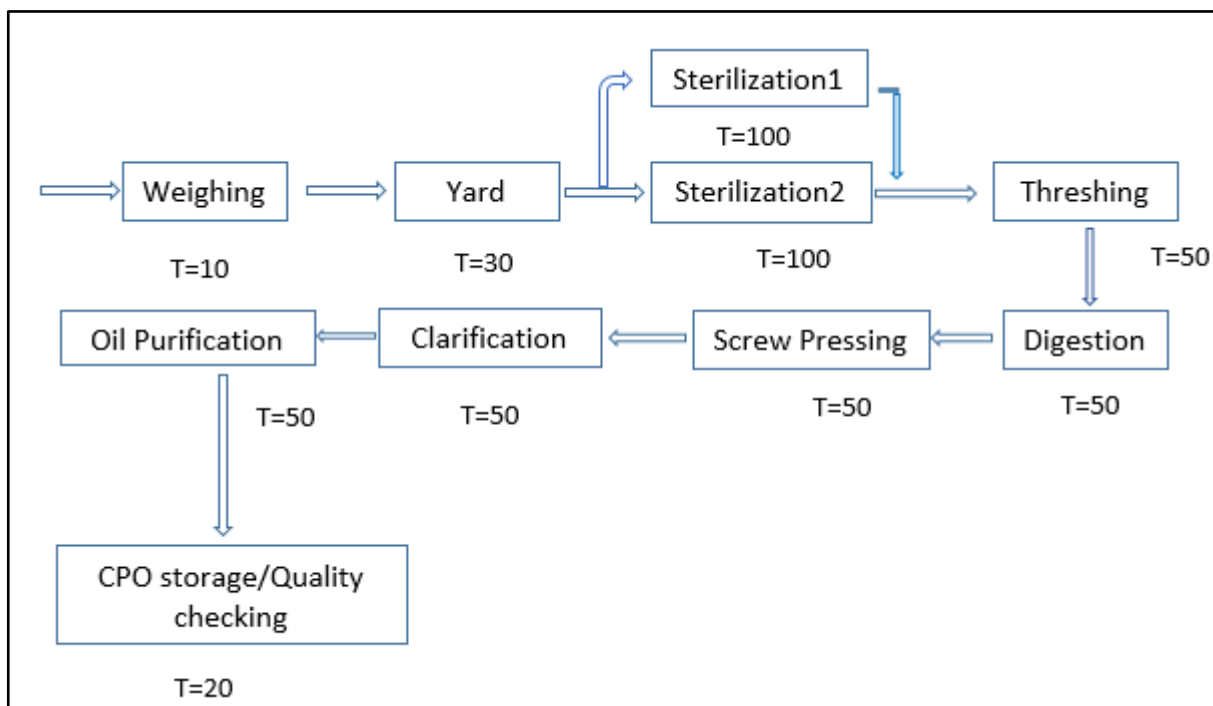 Sterilization1
T=100
Weighing
Yard
Sterilization2
Threshing
T=10
T=30
T=100
T=50
Oil Purification
Clarification
Screw Pressing
Digestion
T=50
T=50
T=50
T=50
CPO storage/Quality
checking
T=20